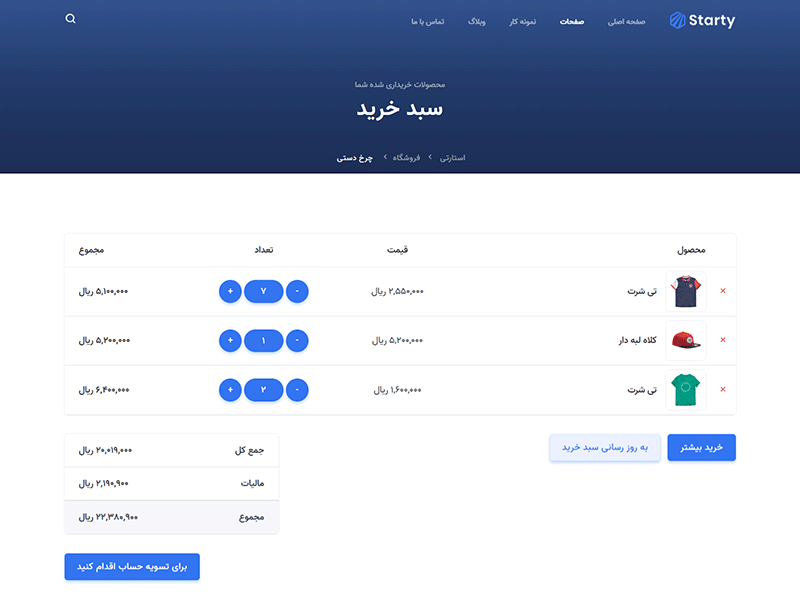 Starty
صفحه اصلی صفحات نمونه کار وبلاگ تماس با ما
محصولات خریداری شده شما
سبد خرید
استارتی › فروشگاه › چرخ دستی
محصول قیمت تعداد مجموع
× تی شرت ۲,۵۵۰,۰۰۰ ریال - ۷ + ۵,۱۰۰,۰۰۰ ریال
× کلاه لبه دار ۵,۲۰۰,۰۰۰ ریال - ۱ + ۵,۲۰۰,۰۰۰ ریال
× تی شرت ۱,۶۰۰,۰۰۰ ریال - ۲ + ۶,۴۰۰,۰۰۰ ریال
خرید بیشتر
به روز رسانی سبد خرید
جمع کل ۲۰,۰۱۹,۰۰۰ ریال
مالیات ۲,۱۹۰,۹۰۰ ریال
مجموع ۲۲,۳۸۰,۹۰۰ ریال
برای تسویه حساب اقدام کنید